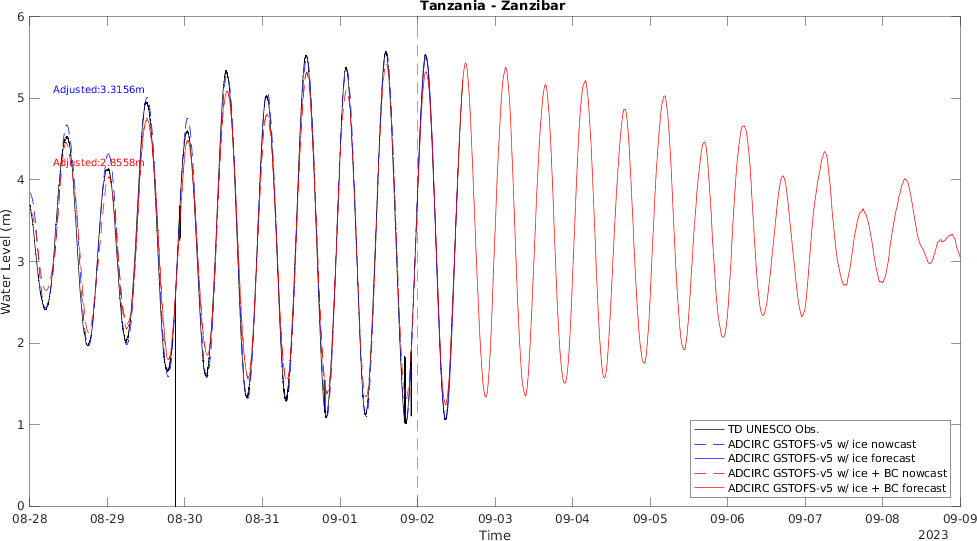 Tanzania - Zanzibar
6
5
4
3
2
1
0
Water Level (m)
Adjusted:3.3156m
Adjusted:2.8558m
TD UNESCO Obs.
ADCIRC GSTOFS-v5 w/ ice nowcast
ADCIRC GSTOFS-v5 w/ ice forecast
ADCIRC GSTOFS-v5 w/ ice + BC nowcast
ADCIRC GSTOFS-v5 w/ ice + BC forecast
08-28 08-29 08-30 08-31 09-01 09-02 09-03 09-04 09-05 09-06 09-07 09-08 09-09
Time
2023